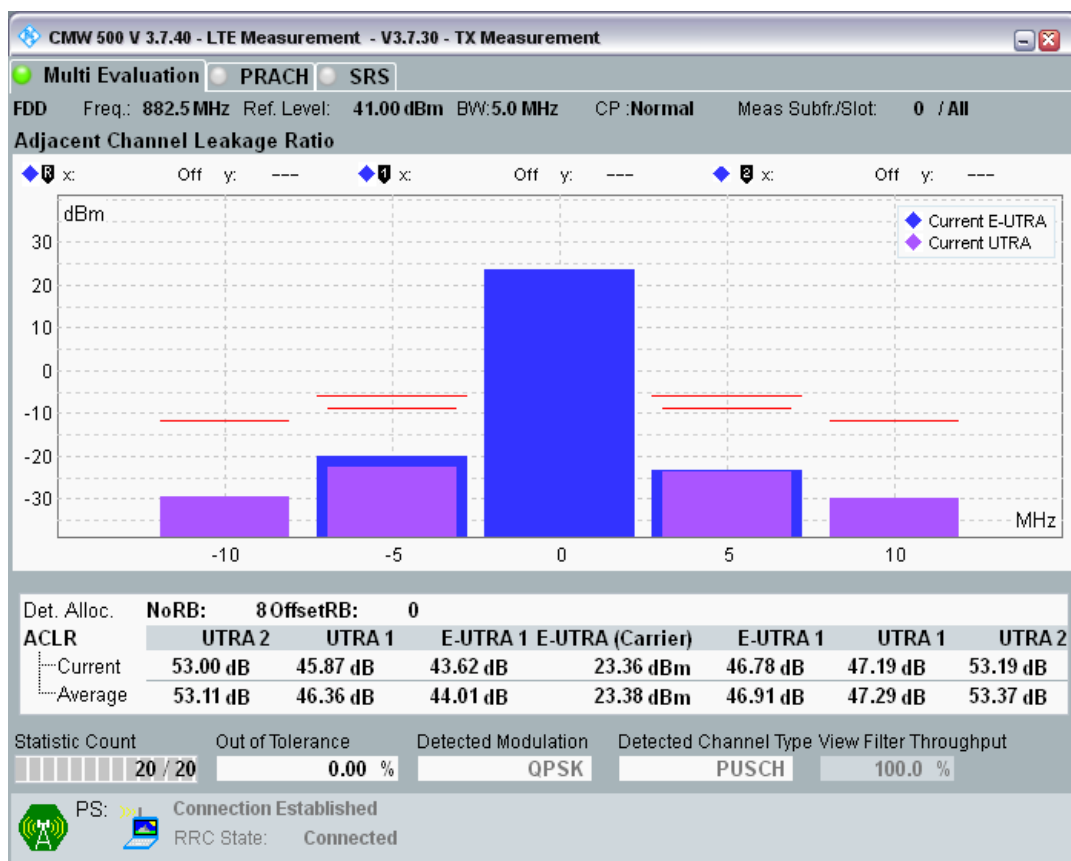 CMW 500 V 3.7.40 - LTE Measurement - V3.7.30 - TX Measurement
Multi Evaluation PRACH SRS
FDD Freq.: 882.5 MHz Ref. Level: 41.00 dBm BW:5.0 MHz CP :Normal Meas Subfr./Slot: 0 / All
Adjacent Channel Leakage Ratio
R x: Off y: --- 1 x: Off y: --- 2 x: Off y: ---
dBm
Current E-UTRA
Current UTRA
30
20
10
0
-10
-20
-30
MHz
-10 -5 0 5 10
Det. Alloc. NoRB: 8 OffsetRB: 0
ACLR UTRA 2 UTRA 1 E-UTRA 1 E-UTRA (Carrier) E-UTRA 1 UTRA 1 UTRA 2
Current 53.00 dB 45.87 dB 43.62 dB 23.36 dBm 46.78 dB 47.19 dB 53.19 dB
Average 53.11 dB 46.36 dB 44.01 dB 23.38 dBm 46.91 dB 47.29 dB 53.37 dB
Statistic Count Out of Tolerance Detected Modulation Detected Channel Type View Filter Throughput
20 / 20 0.00 % QPSK PUSCH 100.0 %
PS: Connection Established
RRC State: Connected